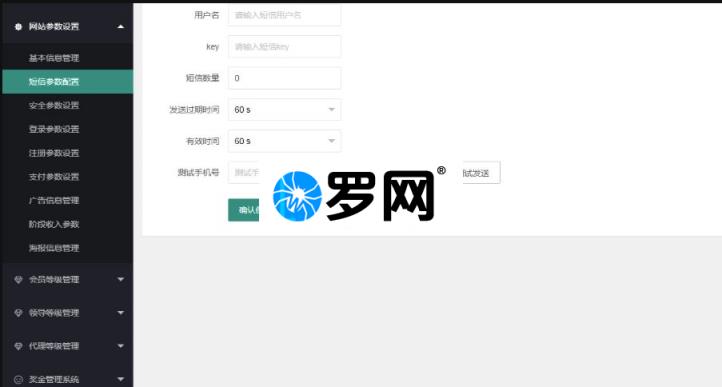 网站参数设置
基本信息管理
短信参数配置
安全参数设置
登录参数设置
注册参数设置
支付参数设置
广告信息管理
阶段收入参数
海报信息管理
会员等级管理
领导等级管理
代理等级管理
奖金管理系统
用户名 请输入短信用户名
key 请输入短信key
短信数量 0
发送过期时间 60 s
有效时间 60 s
测试手机号 测试手 试发送
确认
罗网®